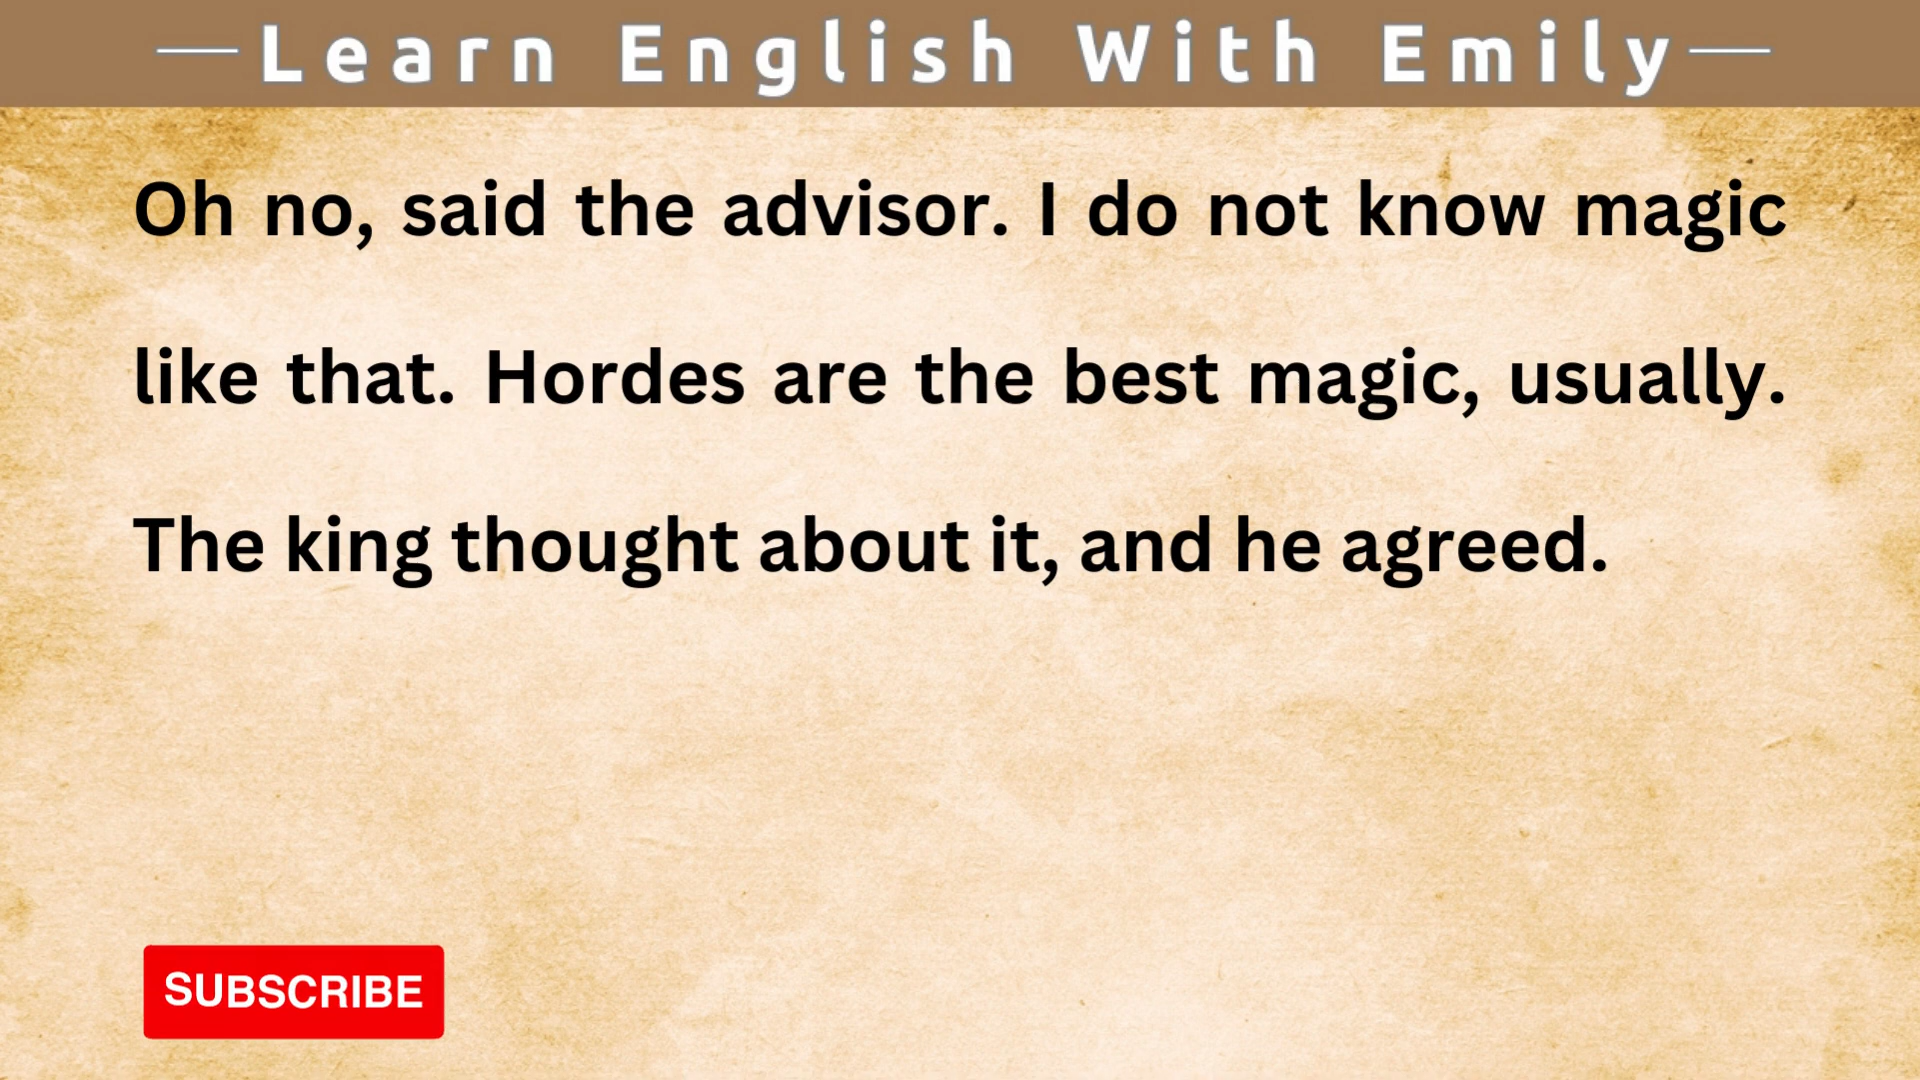 Learn English With Emily
Oh no, said the advisor. I do not know magic
like that. Hordes are the best magic, usually.
The king thought about it, and he agreed.
SUBSCRIBE